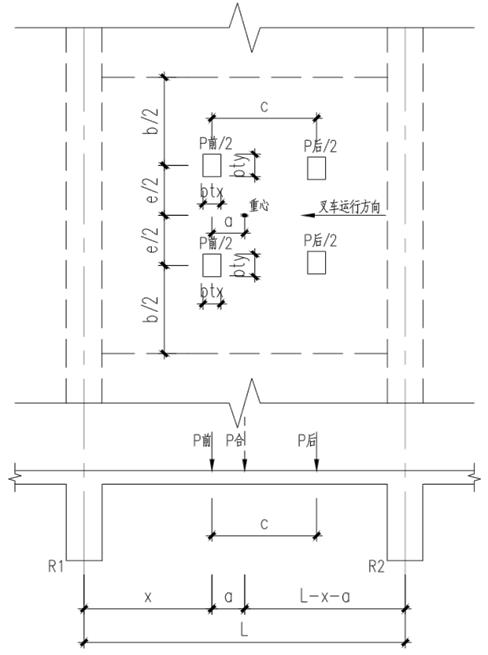 c
b/2
P前/2
P后/2
bty
e/2
btx
重心
叉车运行方向
a
e/2
P前/2
P后/2
bty
btx
b/2
P前
P合
P后
c
R1
R2
x
a
L-x-a
L